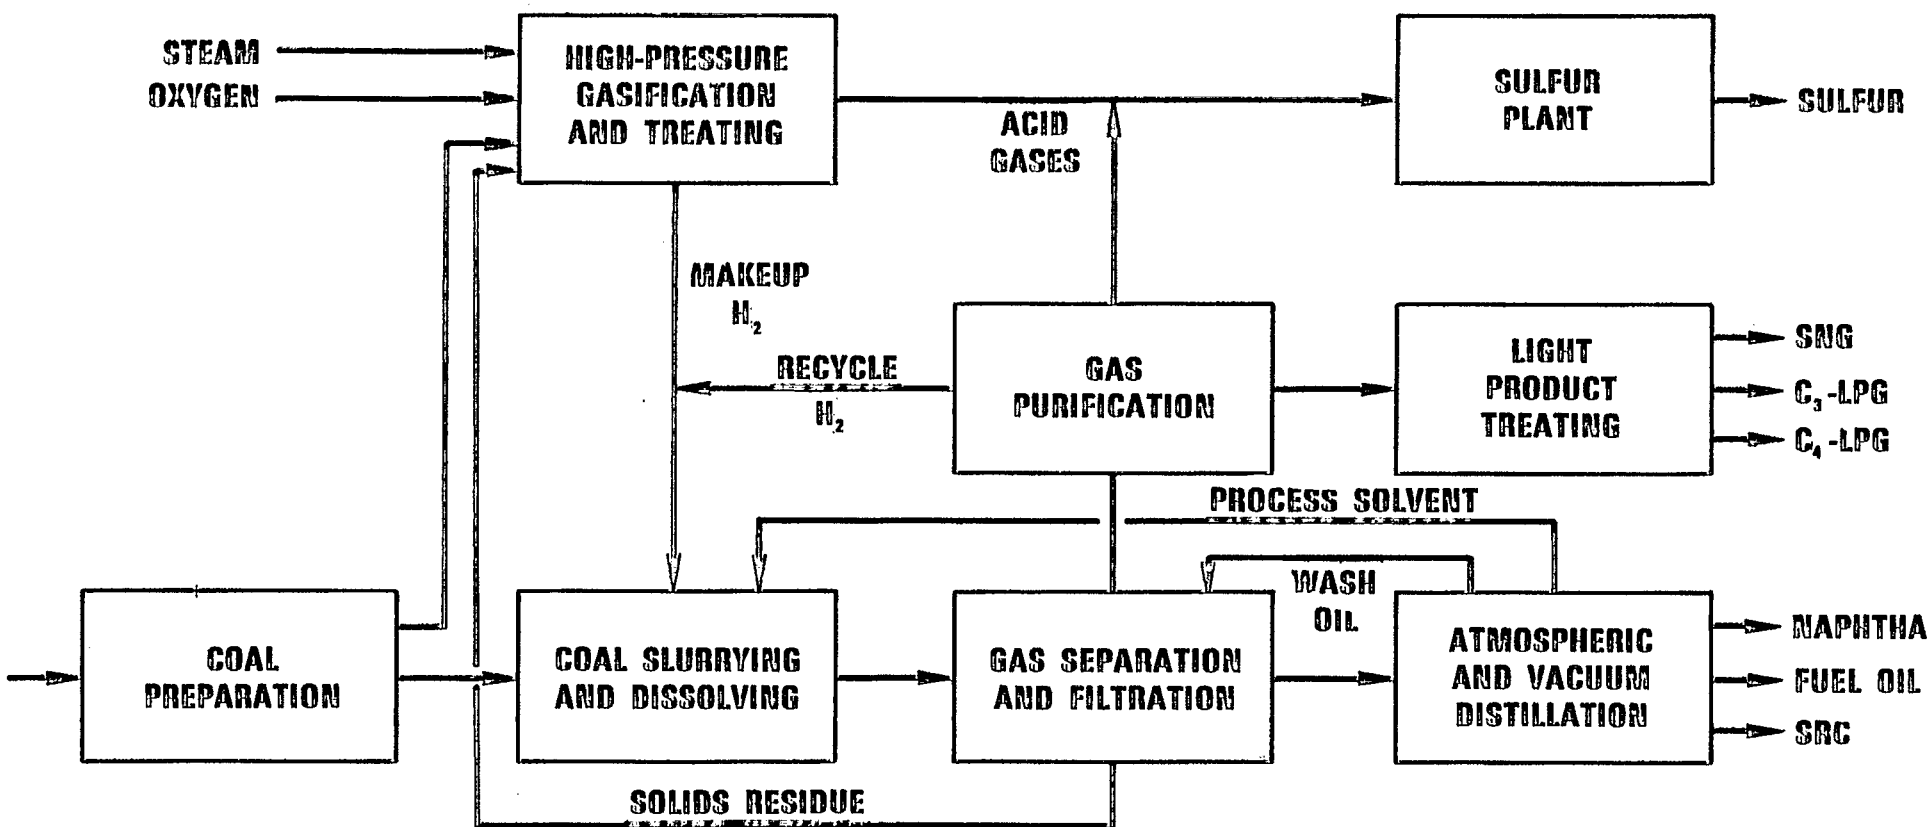 STEAM
OXYGEN
HIGH-PRESSURE
GASIFICATION
AND TREATING
ACID
GASES
SULFUR
PLANT
SULFUR
MAKEUP
H₂
RECYCLE
H₂
GAS
PURIFICATION
LIGHT
PRODUCT
TREATING
SNG
C₃-LPG
C₄-LPG
PROCESS SOLVENT
WASH
OIL
COAL
PREPARATION
COAL SLURRYING
AND DISSOLVING
GAS SEPARATION
AND FILTRATION
ATMOSPHERIC
AND VACUUM
DISTILLATION
NAPHTHA
FUEL OIL
SRC
SOLIDS RESIDUE